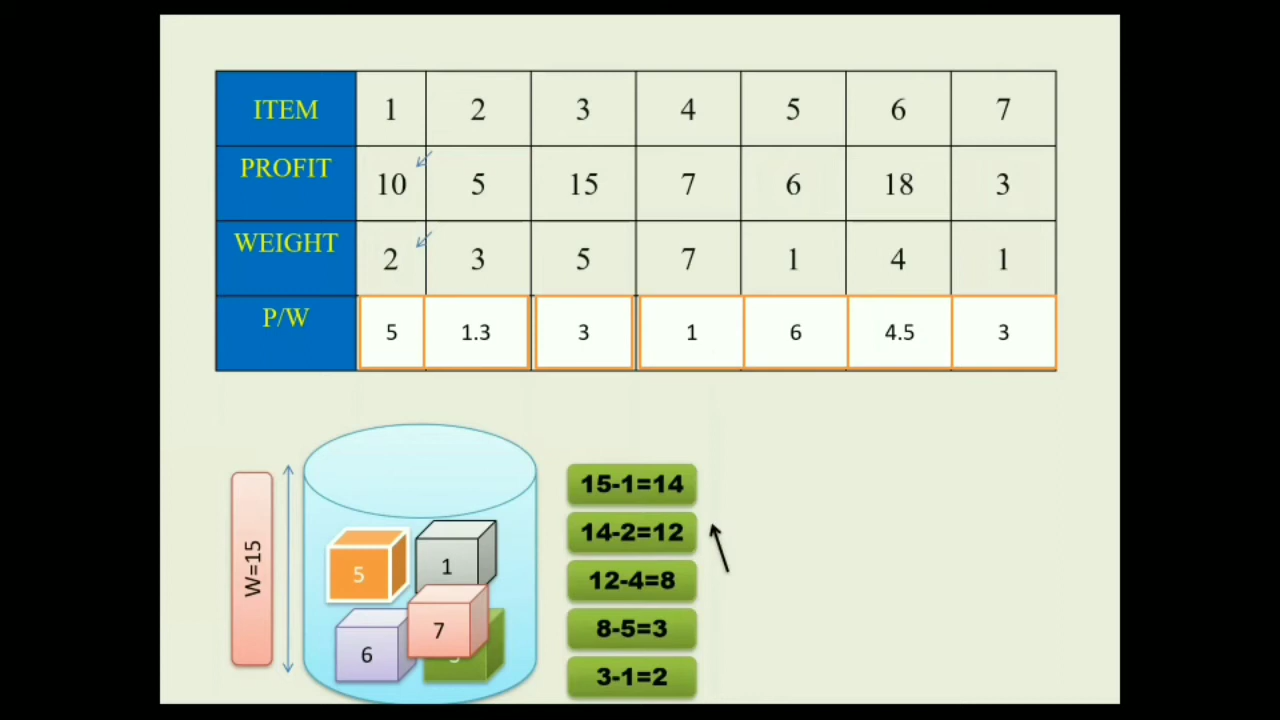 ITEM 1 2 3 4 5 6 7
PROFIT 10 5 15 7 6 18 3
WEIGHT 2 3 5 7 1 4 1
P/W 5 1.3 3 1 6 4.5 3
W=15
5 1
6 7
15-1=14
14-2=12
12-4=8
8-5=3
3-1=2